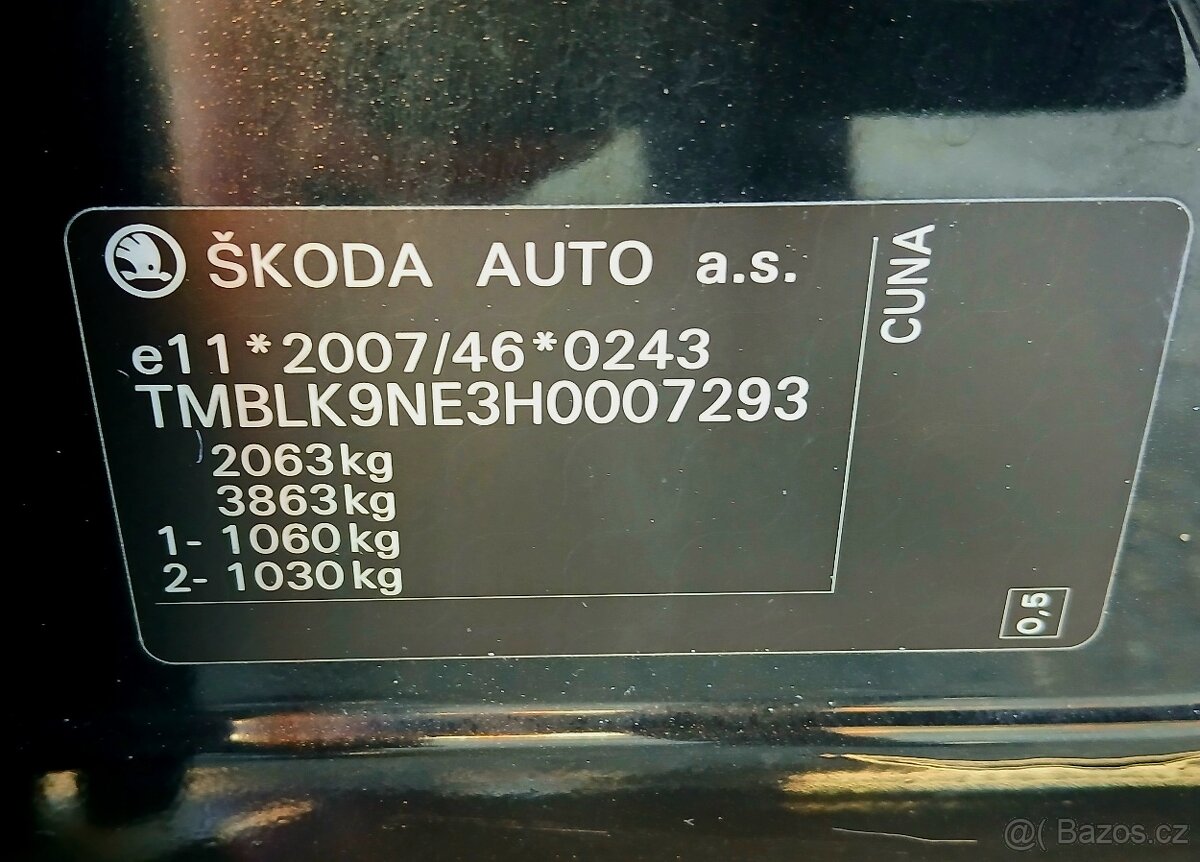 ŠKODA AUTO a.s.
CUNA
e11*2007/46*0243
TMBLK9NE3H0007293
2063kg
3863kg
1- 1060kg
2- 1030kg
0,5
@( Bazos.cz